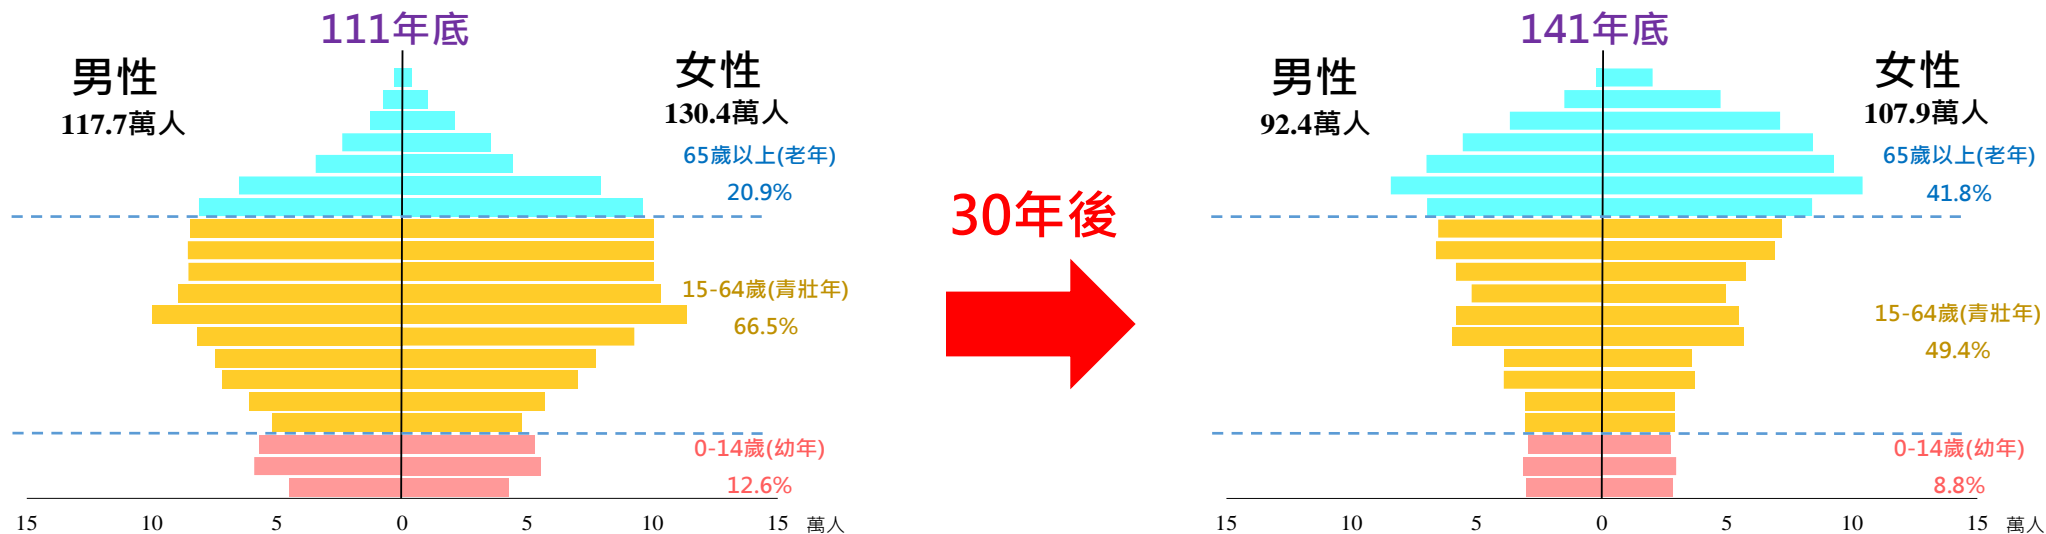 111年底
男性
117.7萬人
女性
130.4萬人
65歲以上(老年)
20.9%
15-64歲(青壯年)
66.5%
0-14歲(幼年)
12.6%
15 10 5 0 5 10 15 萬人
30年後
141年底
男性
92.4萬人
女性
107.9萬人
65歲以上(老年)
41.8%
15-64歲(青壯年)
49.4%
0-14歲(幼年)
8.8%
15 10 5 0 5 10 15 萬人